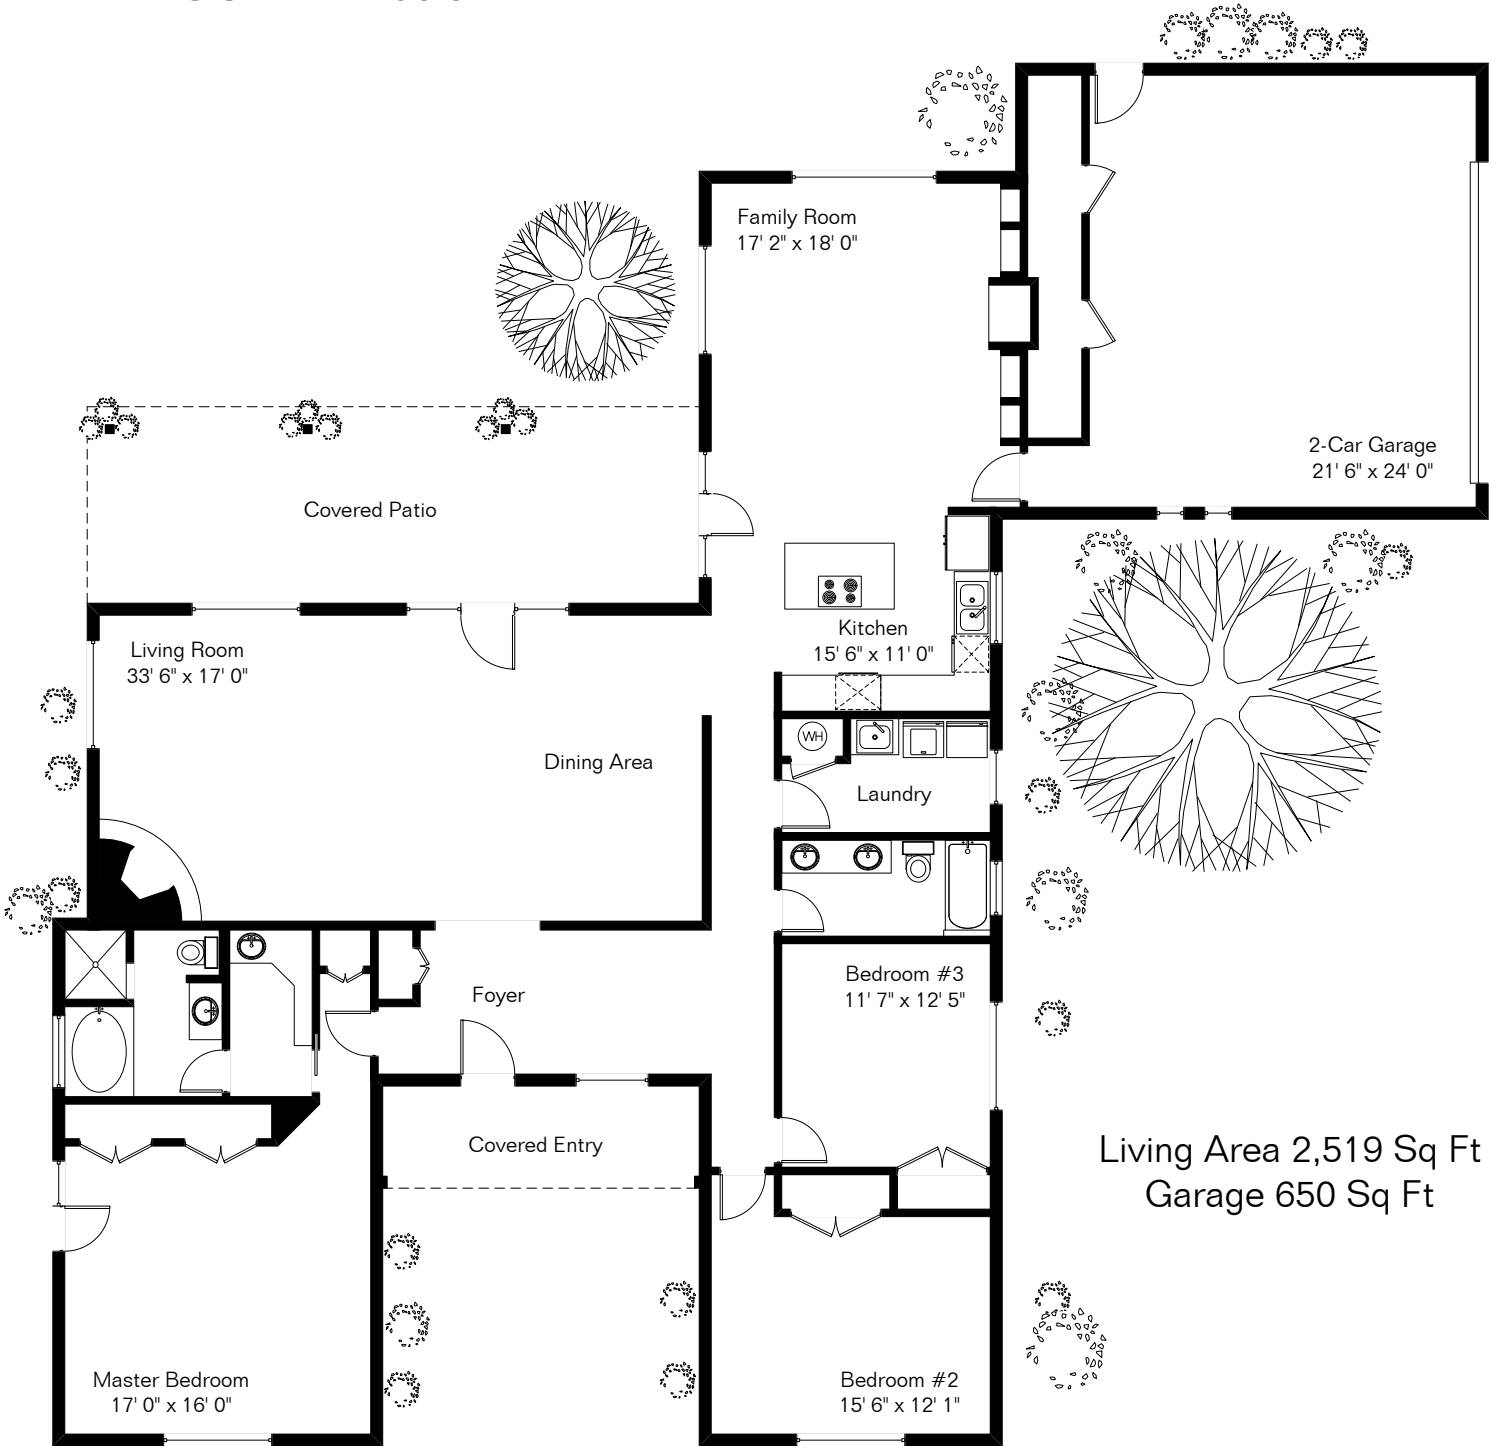 Family Room
17' 2" x 18' 0"
2-Car Garage
21' 6" x 24' 0"
Covered Patio
Living Room
33' 6" x 17' 0"
Kitchen
15' 6" x 11' 0"
WH
Dining Area
Laundry
Bedroom #3
11' 7" x 12' 5"
Foyer
Covered Entry
Living Area 2,519 Sq Ft
Garage 650 Sq Ft
Master Bedroom
17' 0" x 16' 0"
Bedroom #2
15' 6" x 12' 1"